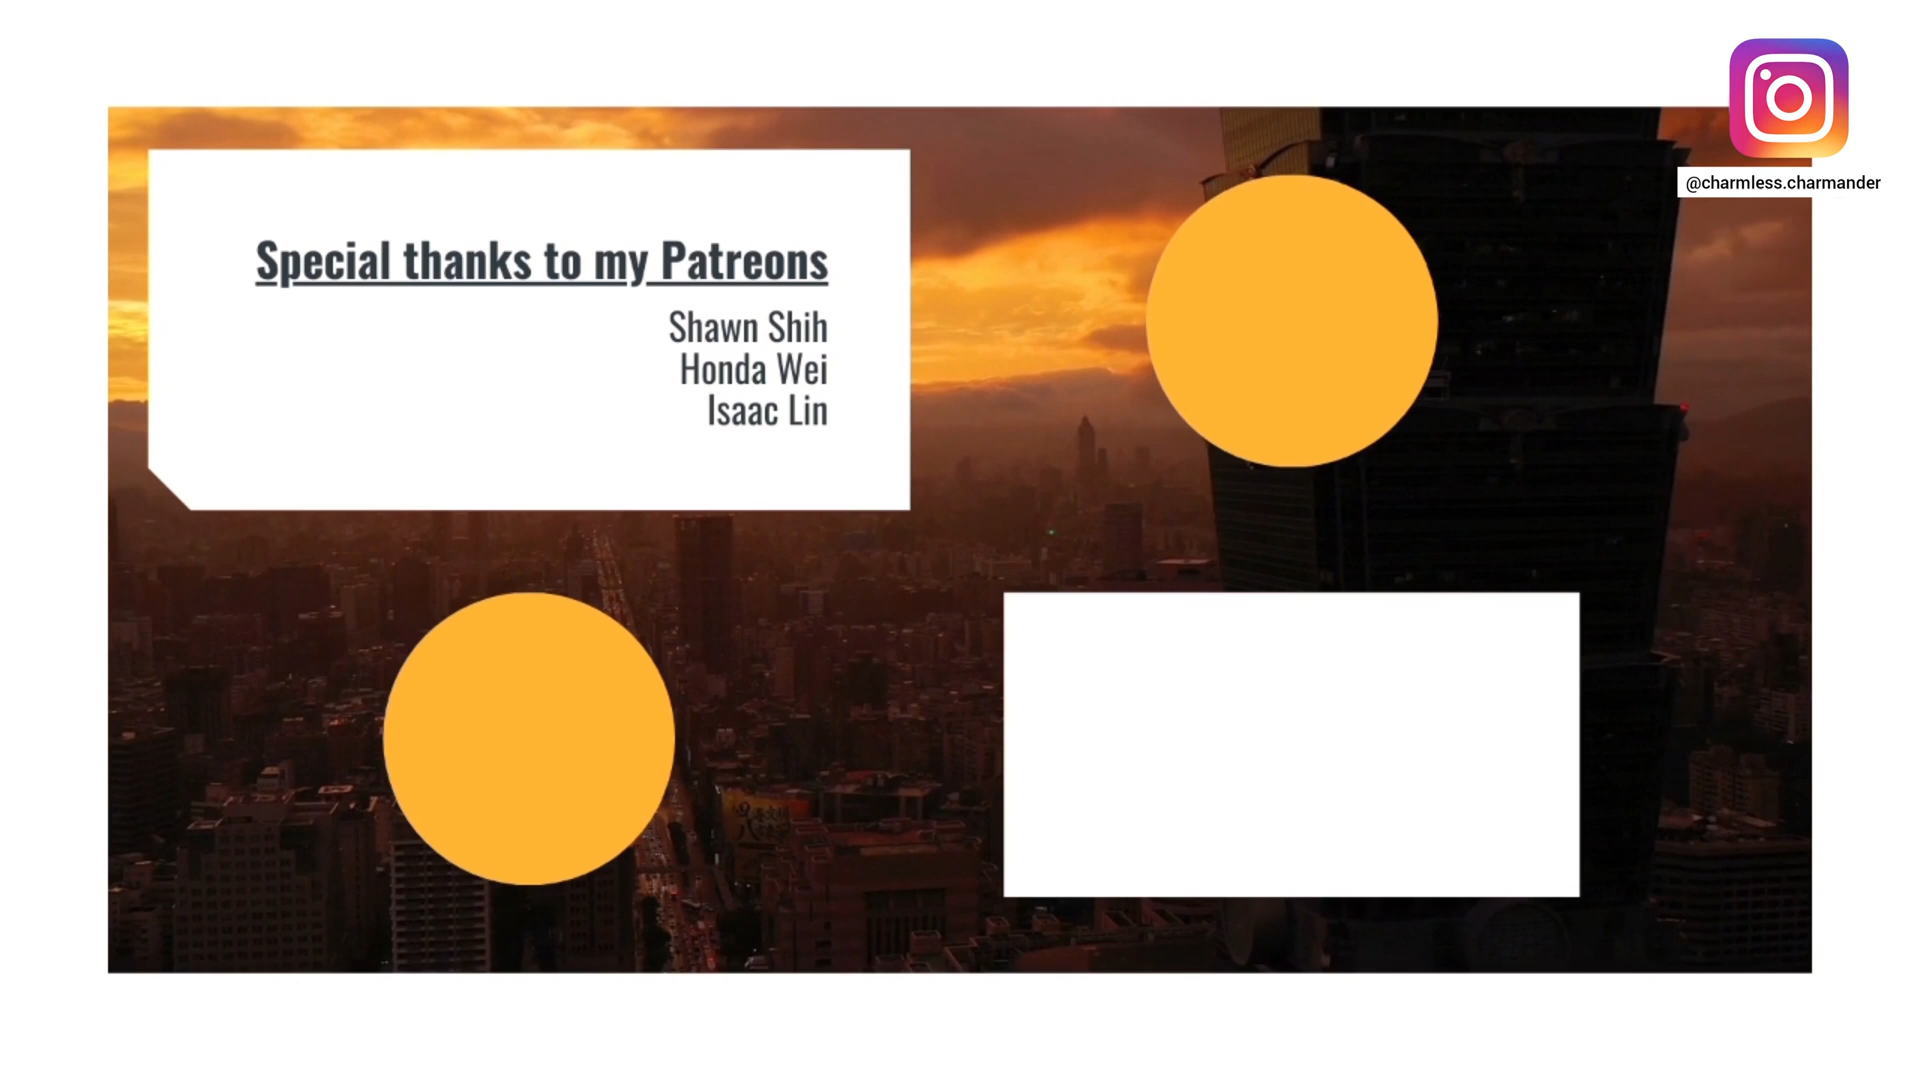 @charmless.charmander
Special thanks to my Patreons
Shawn Shih
Honda Wei
Isaac Lin